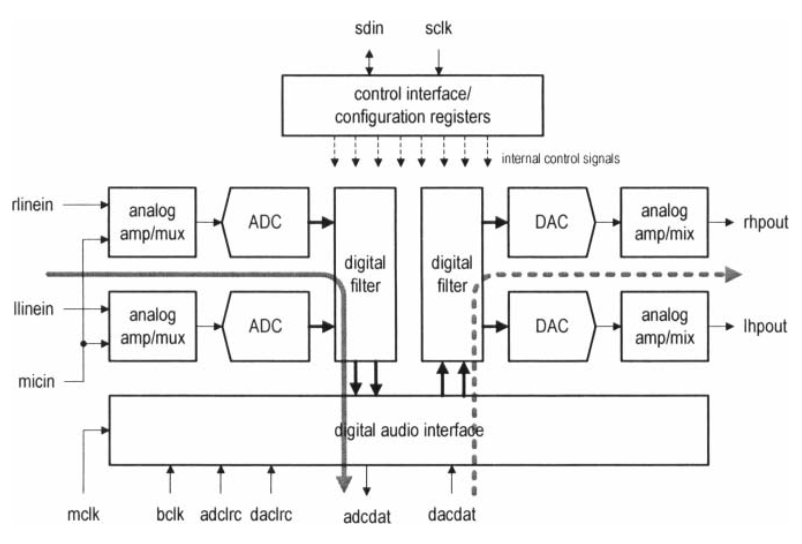 sdin
sclk
control interface/
configuration registers
internal control signals
rlinein
analog
amp/mux
ADC
digital
filter
digital
filter
DAC
analog
amp/mix
rhpout
llinein
analog
amp/mux
ADC
DAC
analog
amp/mix
lhpout
micin
digital audio interface
mclk
bclk
adclrc
daclrc
adcdat
dacdat